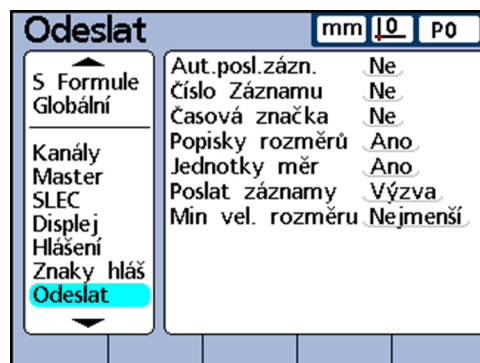 Odeslat
mm 0 P0
S Formule
Globální
Kanály
Master
SLEC
Displej
Hlášení
Znaky hláš
Odeslat
Aut.posl.zázn. Ne
Číslo Záznamu Ne
Časová značka Ne
Popisky rozměrů Ano
Jednotky měr Ano
Poslat záznamy Výzva
Min vel. rozměru Nejmenší